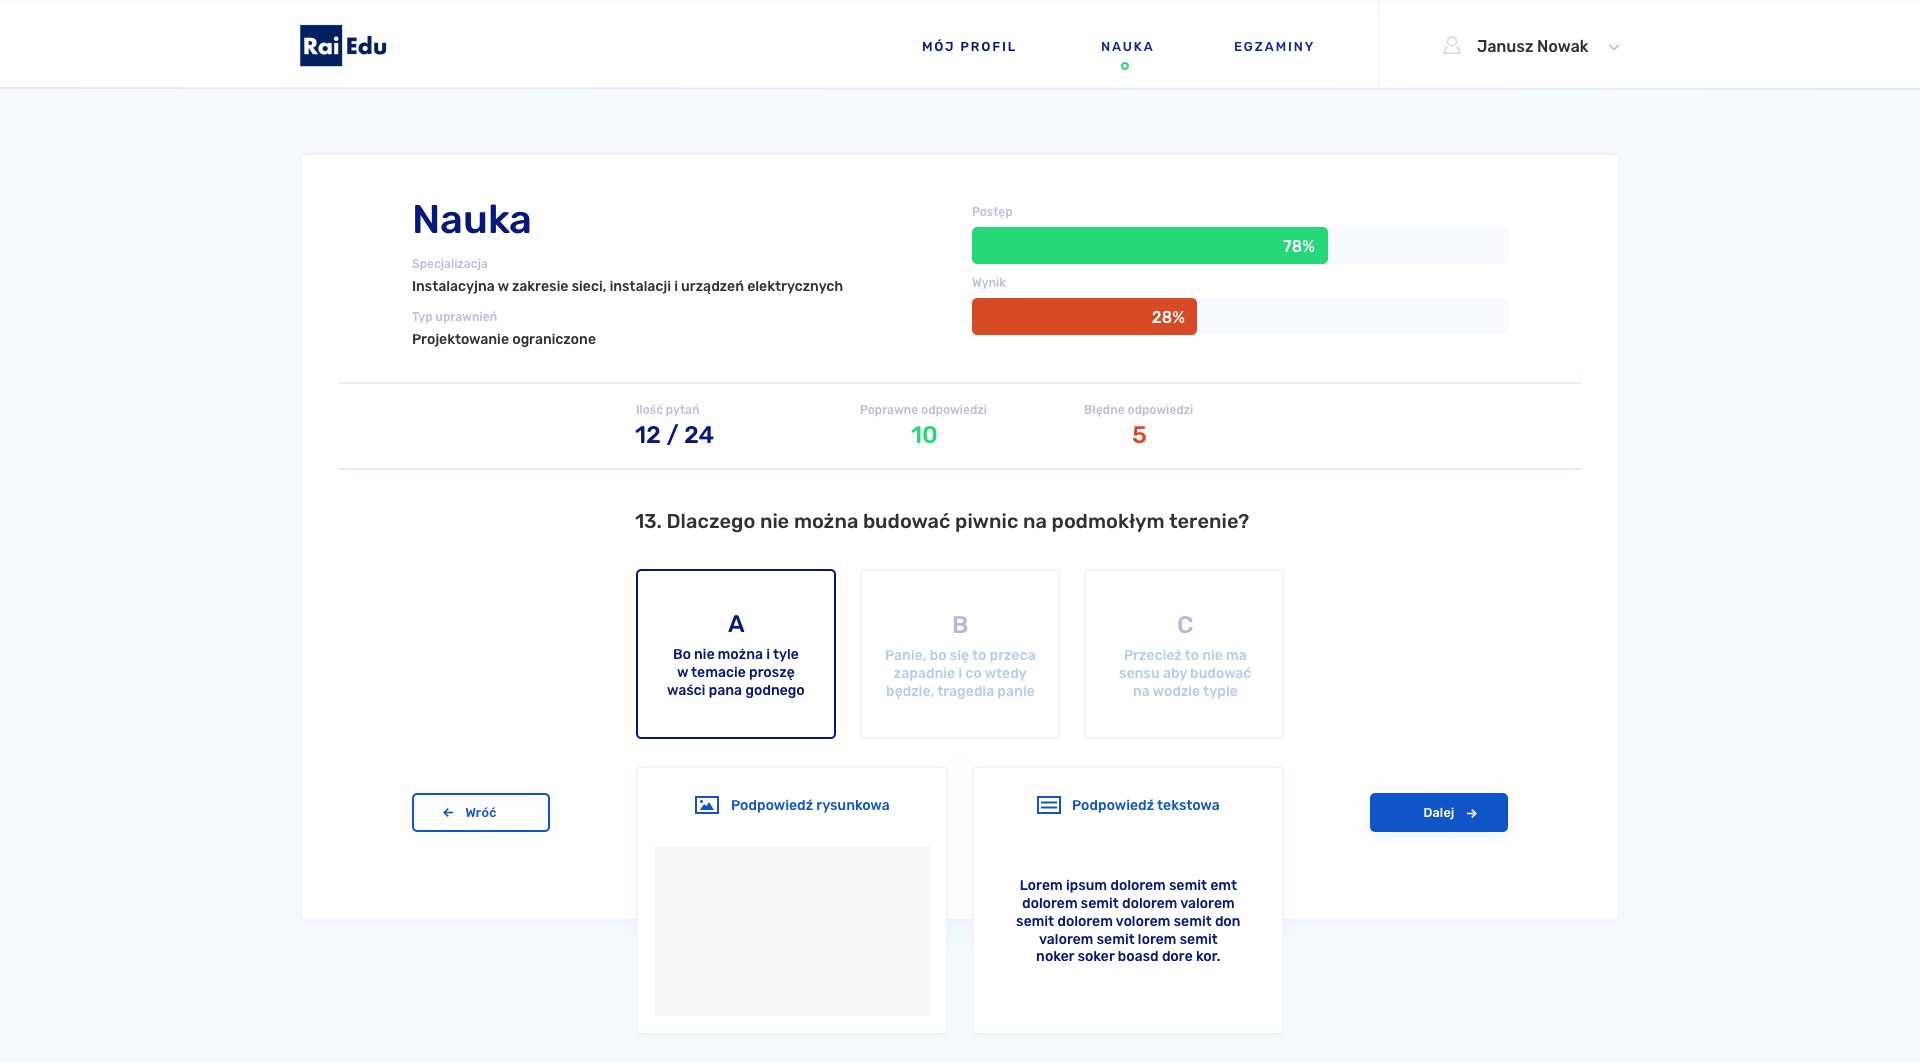 Rai Edu
MÓJ PROFIL
NAUKA
EGZAMINY
Janusz Nowak
Nauka
Specjalizacja
Instalacyjna w zakresie sieci, instalacji i urządzeń elektrycznych
Typ uprawnień
Projektowanie ograniczone
Postęp
78%
Wynik
28%
Ilość pytań
12 / 24
Poprawne odpowiedzi
10
Błędne odpowiedzi
5
13. Dlaczego nie można budować piwnic na podmokłym terenie?
A
Bo nie można i tyle
w temacie proszę
waści pana godnego
B
Panie, bo się to przeca
zapadnie i co wtedy
będzie, tragedia panie
C
Przecież to nie ma
sensu aby budować
na wodzie typie
Wróć
Podpowiedź rysunkowa
Podpowiedź tekstowa
Lorem ipsum dolorem semit emt
dolorem semit dolorem valorem
semit dolorem volorem semit don
valorem semit lorem semit
noker soker boasd dore kor.
Dalej